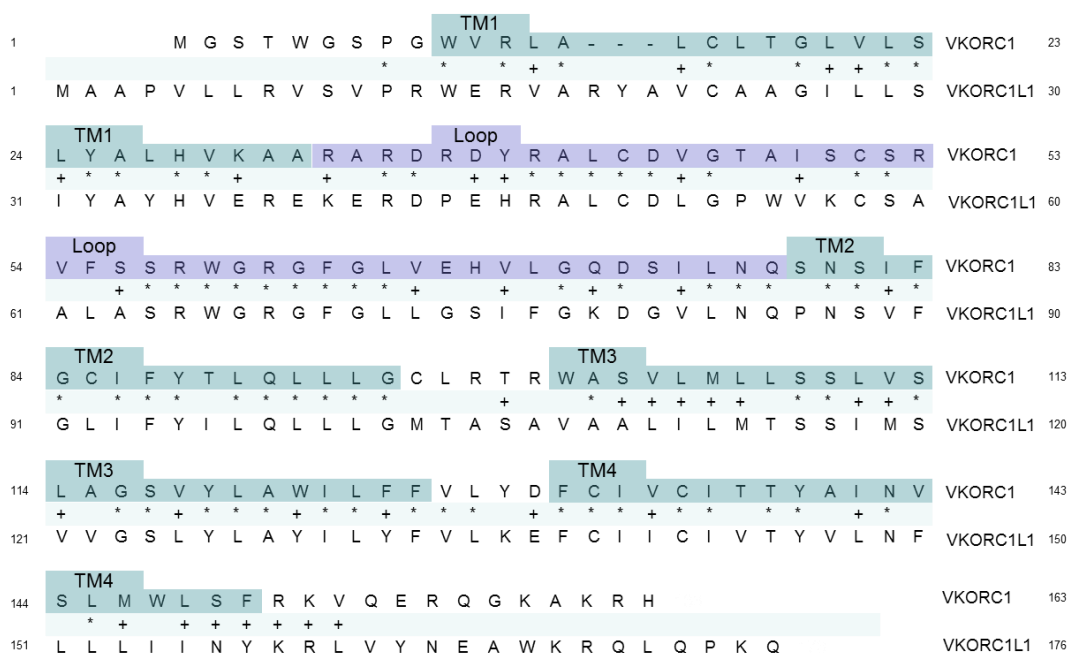 TM1
1 M G S T W G S P G W V R L A - - - L C L T G L V L S VKORC1 23
* * * + * + * * + + * *
1 M A A P V L L R V S V P R W E R V A R Y A V C A A G I L L S VKORC1L1 30
TM1 Loop
24 L Y A L H V K A A R A R D R D Y R A L C D V G T A I S C S R VKORC1 53
+ * * * * + + * * + + * * * * * + * + * *
31 I Y A Y H V E R E K E R D P E H R A L C D L G P W V K C S A VKORC1L1 60
Loop TM2
54 V F S S R W G R G F G L V E H V L G Q D S I L N Q S N S I F VKORC1 83
+ * * * * * * * * * + + * + * + * * * * * + *
61 A L A S R W G R G F G L L G S I F G K D G V L N Q P N S V F VKORC1L1 90
TM2 TM3
84 G C I F Y T L Q L L L G C L R T R W A S V L M L L S S L V S VKORC1 113
* * * * * * * * * * + * + + + + + * * + + *
91 G L I F Y I L Q L L L G M T A S A V A A L I L M T S S I M S VKORC1L1 120
TM3 TM4
114 L A G S V Y L A W I L F F V L Y D F C I V C I T T Y A I N V VKORC1 143
+ * * + * * * + * * + * * * + * * * + * * * * + *
121 V V G S L Y L A Y I L Y F V L K E F C I I C I V T Y V L N F VKORC1L1 150
TM4
144 S L M W L S F R K V Q E R Q G K A K R H VKORC1 163
* + + + + + + +
151 L L L I I N Y K R L V Y N E A W K R Q L Q P K Q VKORC1L1 176